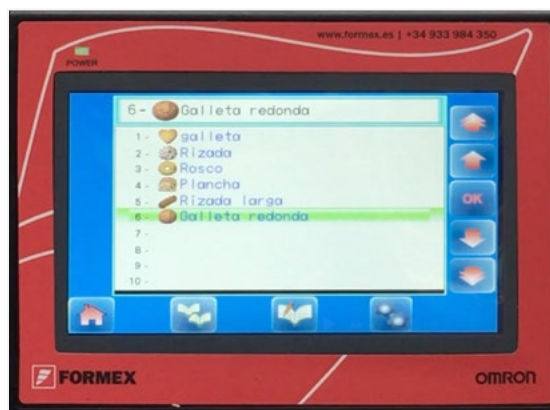 www.formex.es | +34 933 984 350
POWER
6- Galleta redonda
1- galleta
2- Rizada
3- Rosco
4- Plancha
5- Rizada larga
6- Galleta redonda
7-
8-
9-
10-
OK
FORMEX
OMRON